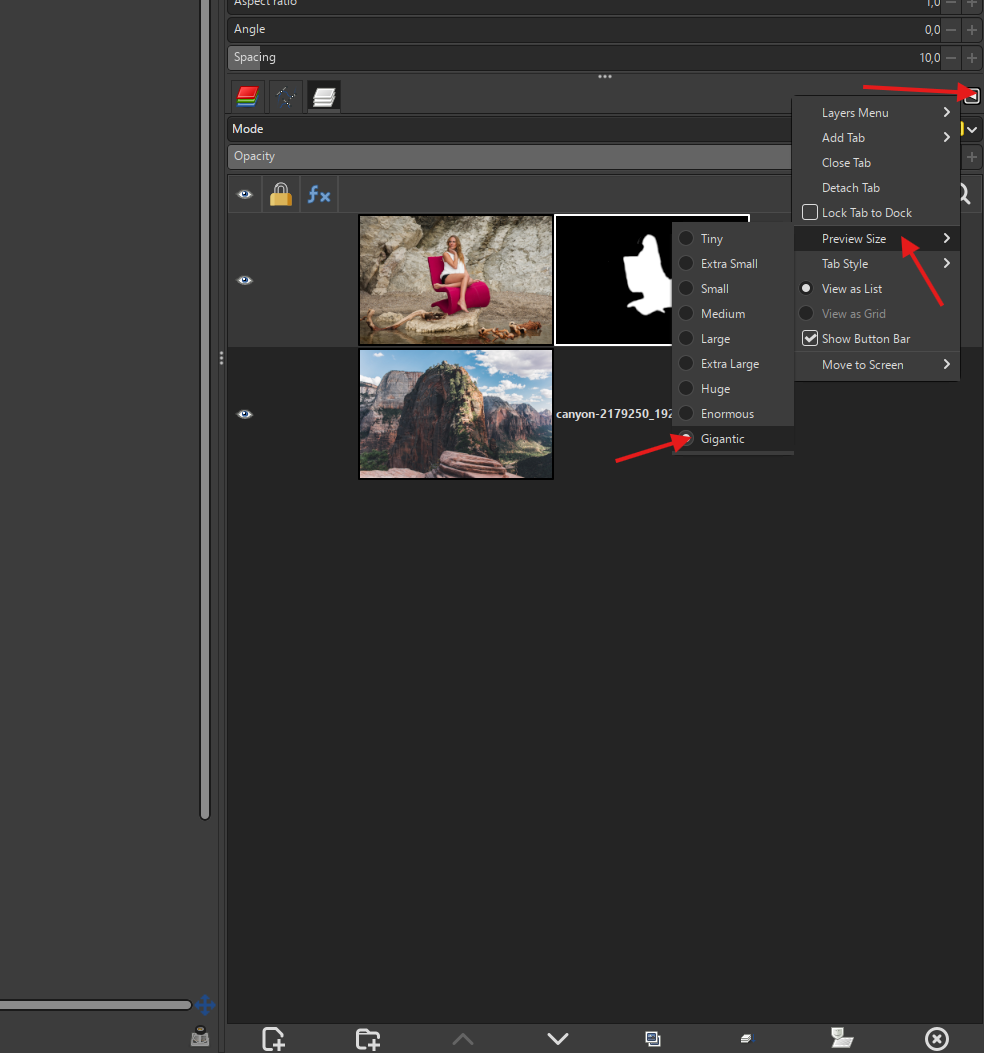 Aspect ratio 1,0
Angle 0,0
Spacing 10,0
Mode
Opacity
fx
Layers Menu
Add Tab
Close Tab
Detach Tab
Lock Tab to Dock
Preview Size
Tab Style
View as List
View as Grid
Show Button Bar
Move to Screen
Tiny
Extra Small
Small
Medium
Large
Extra Large
Huge
Enormous
Gigantic
canyon-2179250_192